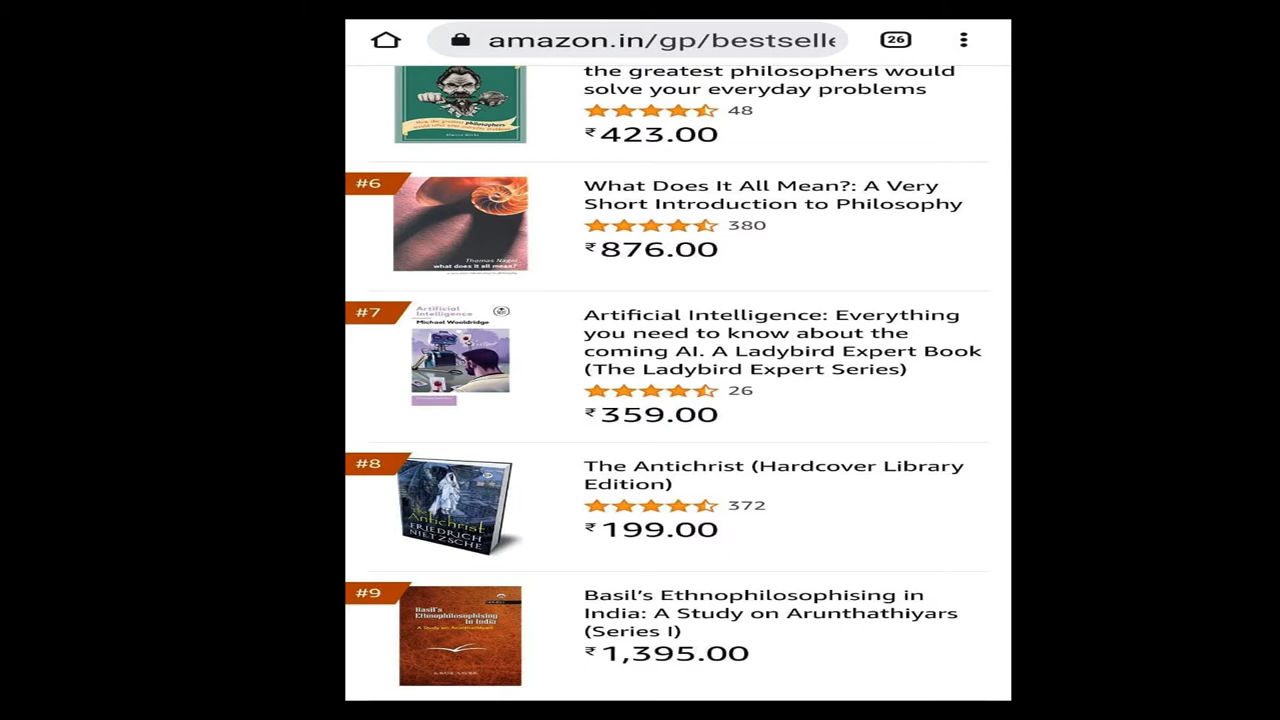 amazon.in/gp/bestselle
26
the greatest philosophers would
solve your everyday problems
48
₹423.00
#6
Thomas Nagel
what does it all mean?
What Does It All Mean?: A Very
Short Introduction to Philosophy
380
₹876.00
#7
Artificial
Intelligence
Michael Wooldridge
Artificial Intelligence: Everything
you need to know about the
coming AI. A Ladybird Expert Book
(The Ladybird Expert Series)
26
₹359.00
#8
The
Antichrist
FRIEDRICH
NIETZSCHE
The Antichrist (Hardcover Library
Edition)
372
₹199.00
#9
Basil's
Ethnophilosophising
in India
A Study on Arunthathiyars
Basil's Ethnophilosophising in
India: A Study on Arunthathiyars
(Series I)
₹1,395.00